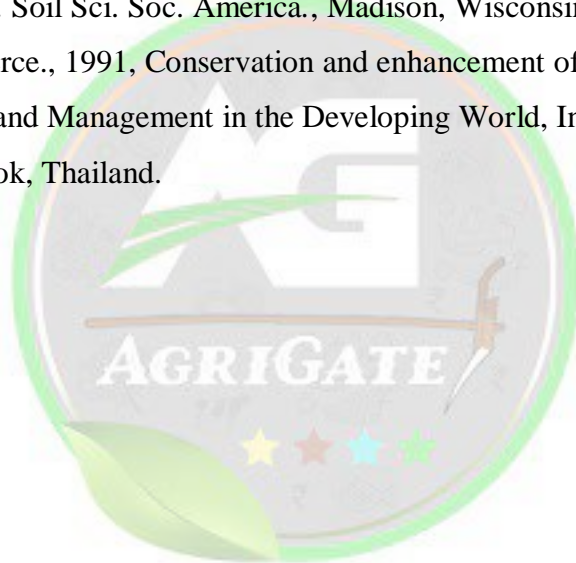 Soil Sci. Soc. America., Madison, Wisconsin
rce., 1991, Conservation and enhancement of
and Management in the Developing World, In
ok, Thailand.
AG
AGRIGATE